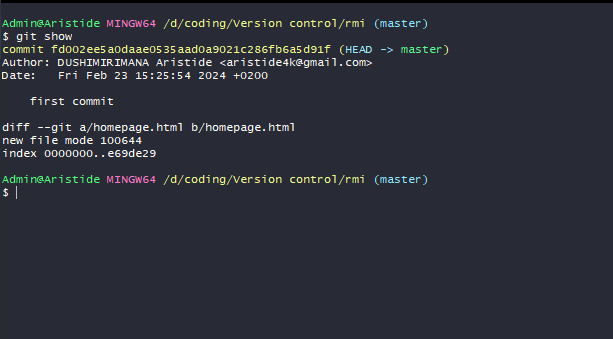 Admin@Aristide MINGW64 /d/coding/Version control/rmi (master)
$ git show
commit fd002ee5a0daae0535aad0a9021c286fb6a5d91f (HEAD -> master)
Author: DUSHIMIRIMANA Aristide <aristide4k@gmail.com>
Date:   Fri Feb 23 15:25:54 2024 +0200
    first commit
diff --git a/homepage.html b/homepage.html
new file mode 100644
index 0000000..e69de29
Admin@Aristide MINGW64 /d/coding/Version control/rmi (master)
$